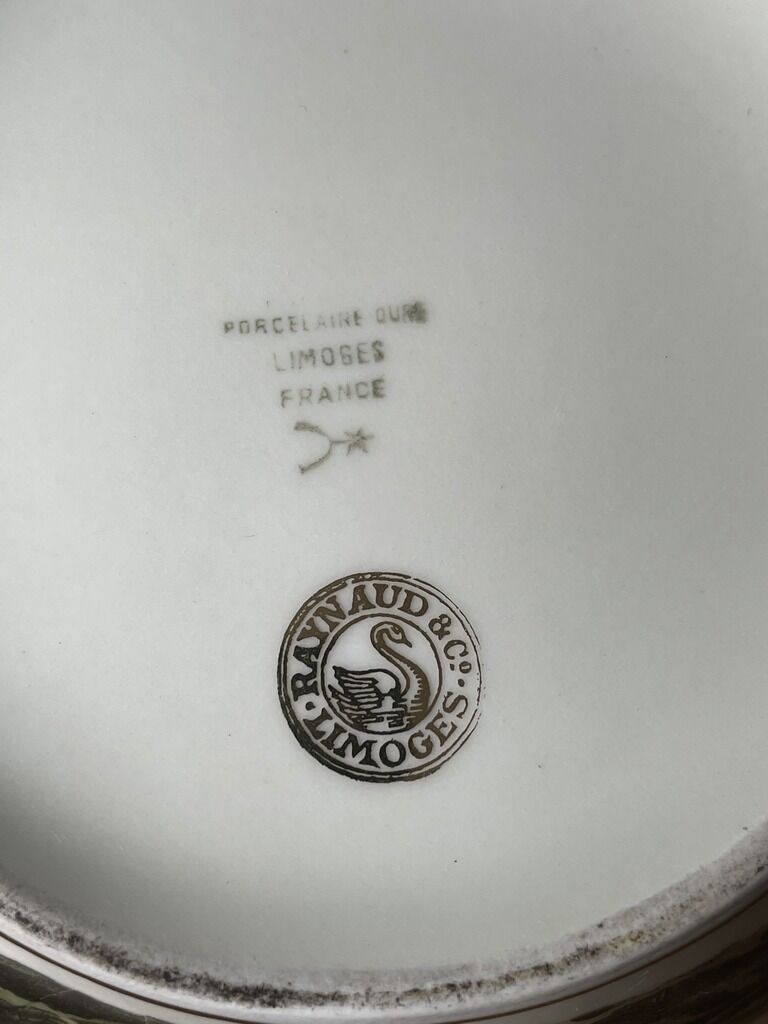 PORCELAINE DURE
LIMOGES
FRANCE
RAYNAUD & Co.
LIMOGES